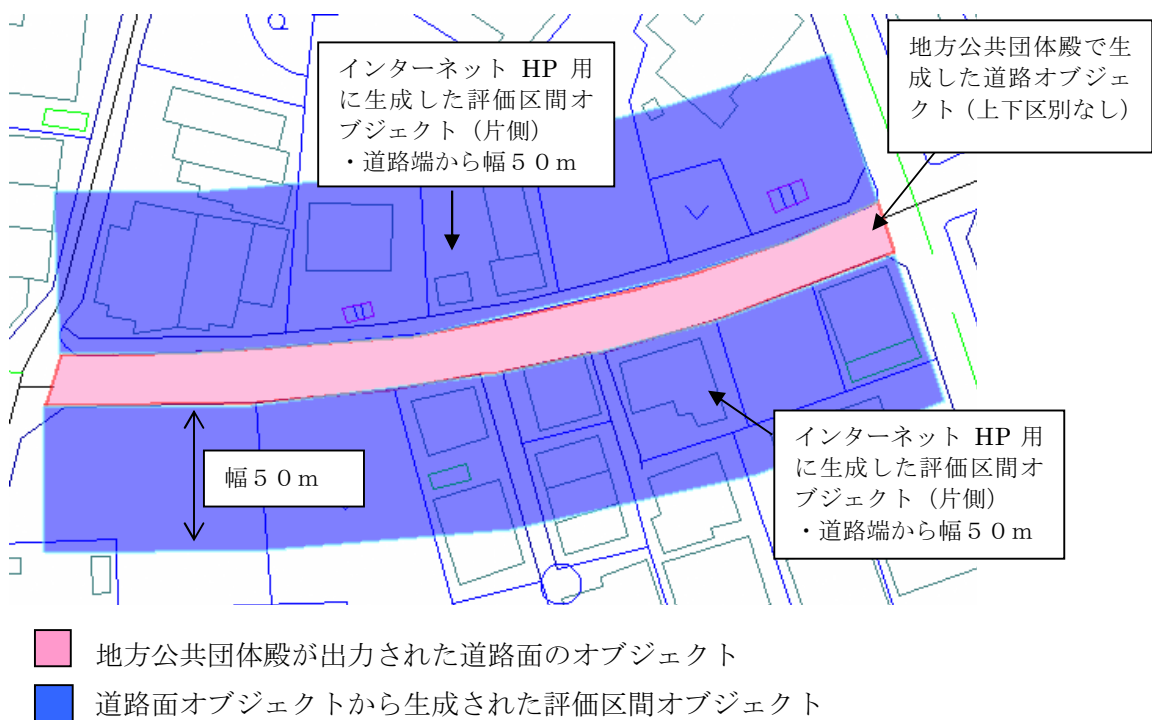 インターネット HP 用
に生成した評価区間オ
ブジェクト（片側）
・道路端から幅５０ｍ
地方公共団体殿で生
成した道路オブジェ
クト（上下区別なし）
幅５０ｍ
インターネット HP 用
に生成した評価区間オ
ブジェクト（片側）
・道路端から幅５０ｍ
地方公共団体殿が出力された道路面のオブジェクト
道路面オブジェクトから生成された評価区間オブジェクト